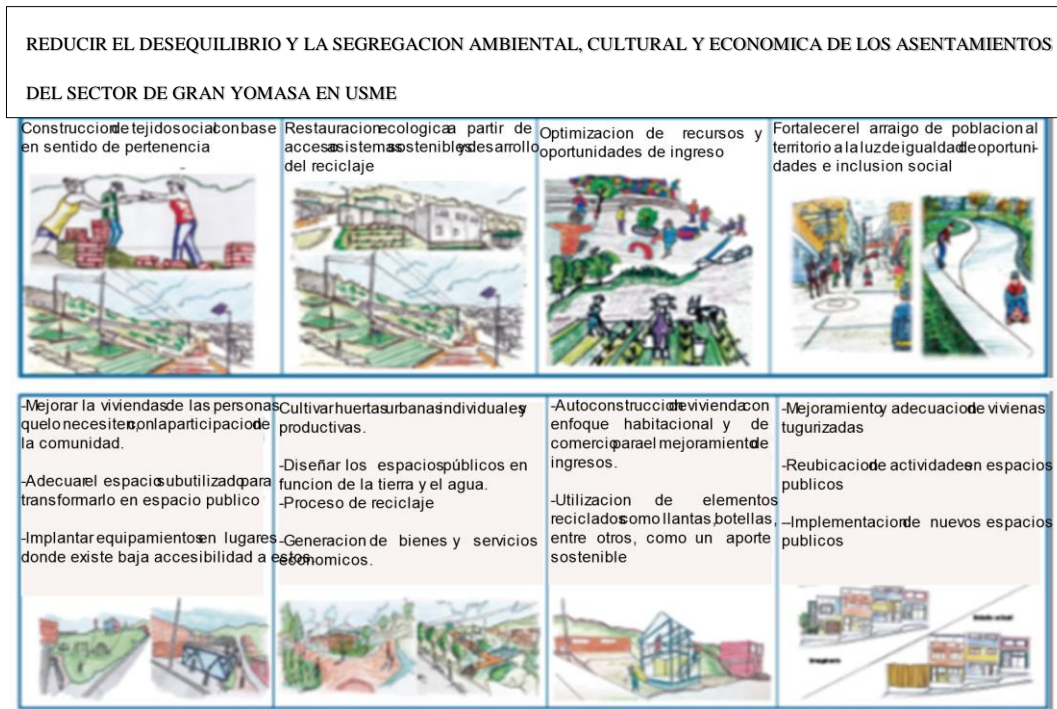 REDUCIR EL DESEQUILIBRIO Y LA SEGREGACION AMBIENTAL, CULTURAL Y ECONOMICA DE LOS ASENTAMIENTOS
DEL SECTOR DE GRAN YOMASA EN USME
Construccion de tejido social con base
en sentido de pertenencia
Restauracion ecologica a partir de
acceso a sistemas sostenibles y desarrollo
del reciclaje
Optimizacion de recursos y
oportunidades de ingreso
Fortalecer el arraigo de poblacion al
territorio a la luz de igualdad de oportuni-
dades e inclusion social
-Mejorar la viviendas de las personas
que lo necesiten, con la participacion de
la comunidad.
-Adecuar el espacio subutilizado para
transformarlo en espacio publico
-Implantar equipamientos en lugares
donde existe baja accesibilidad a estos.
Cultivar huertas urbanas individuales y
productivas.
-Diseñar los espacios públicos en
funcion de la tierra y el agua.
-Proceso de reciclaje
-Generacion de bienes y servicios
economicos.
-Autoconstruccion de vivienda con
enfoque habitacional y de
comercio para el mejoramiento de
ingresos.
-Utilizacion de elementos
reciclados como llantas, botellas,
entre otros, como un aporte
sostenible
-Mejoramiento y adecuacion de vivienas
tugurizadas
-Reubicacion de actividades en espacios
publicos
–Implementacion de nuevos espacios
publicos
Estado actual
Imaginario